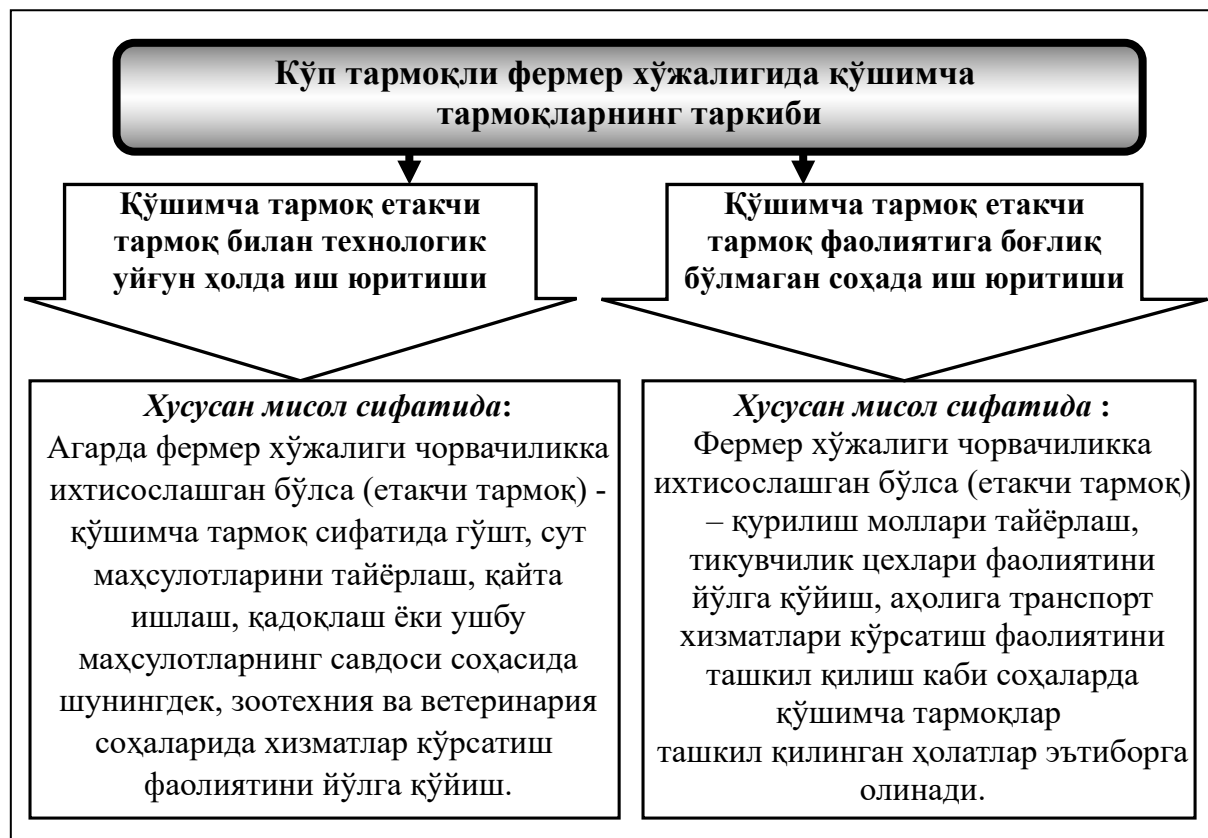 Кўп тармоқли фермер хўжалигида қўшимча
тармоқларнинг таркиби
Қўшимча тармоқ етакчи
тармоқ билан технологик
уйғун ҳолда иш юритиши
Қўшимча тармоқ етакчи
тармоқ фаолиятига боғлиқ
бўлмаган соҳада иш юритиши
Хусусан мисол сифатида:
Агарда фермер хўжалиги чорвачиликка
ихтисослашган бўлса (етакчи тармоқ) -
қўшимча тармоқ сифатида гўшт, сут
маҳсулотларини тайёрлаш, қайта
ишлаш, қадоқлаш ёки ушбу
маҳсулотларнинг савдоси соҳасида
шунингдек, зоотехния ва ветеринария
соҳаларида хизматлар кўрсатиш
фаолиятини йўлга қўйиш.
Хусусан мисол сифатида :
Фермер хўжалиги чорвачиликка
ихтисослашган бўлса (етакчи тармоқ)
– қурилиш моллари тайёрлаш,
тикувчилик цехлари фаолиятини
йўлга қўйиш, аҳолига транспорт
хизматлари кўрсатиш фаолиятини
ташкил қилиш каби соҳаларда
қўшимча тармоқлар
ташкил қилинган ҳолатлар эътиборга
олинади.